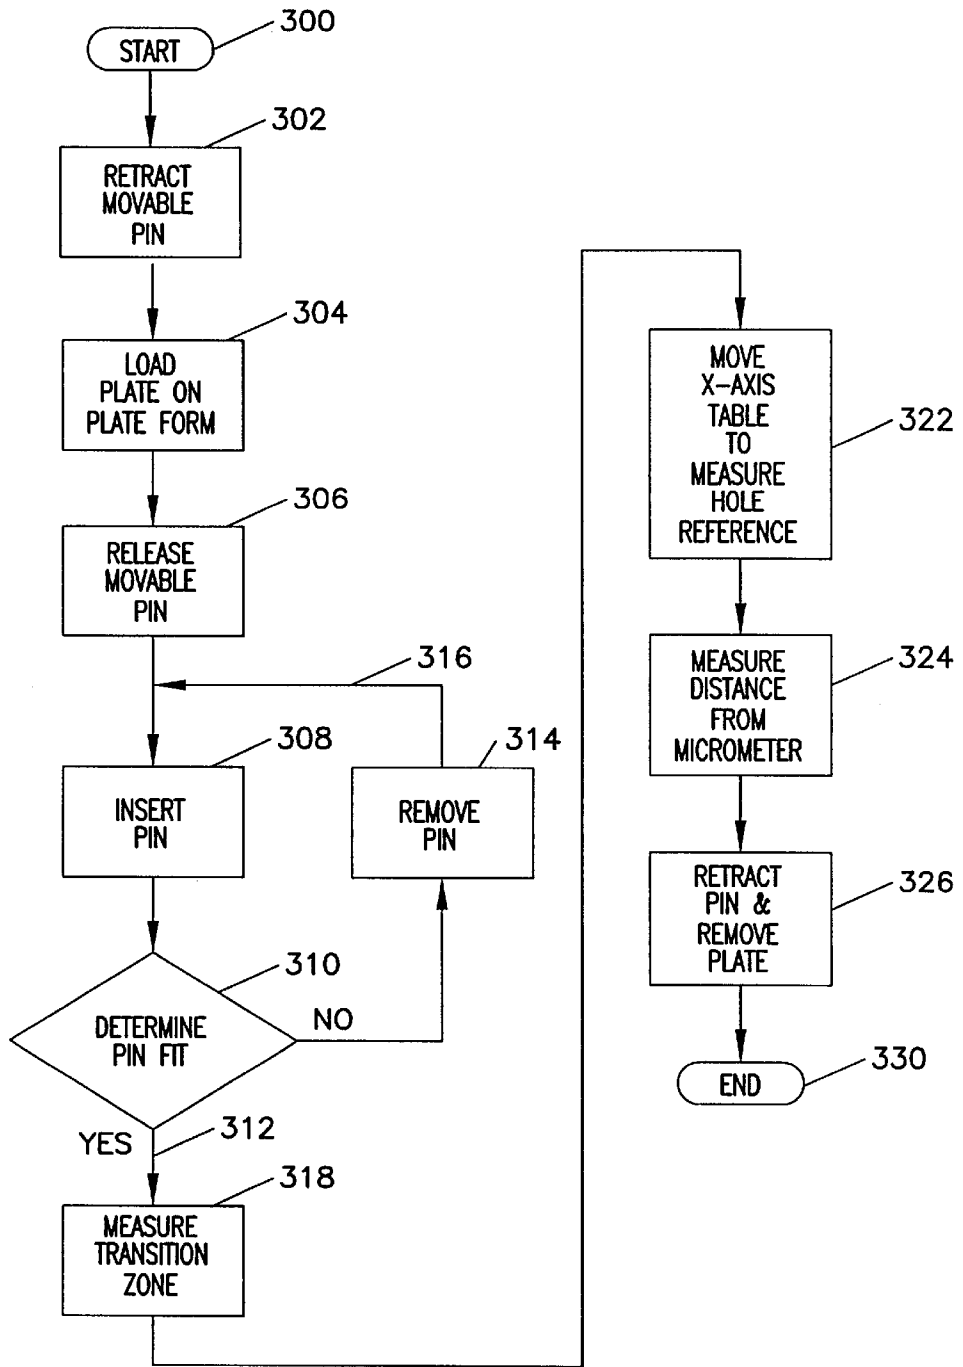 START
300
302
RETRACT
MOVABLE
PIN
304
LOAD
PLATE ON
PLATE FORM
306
RELEASE
MOVABLE
PIN
316
308
INSERT
PIN
314
REMOVE
PIN
310
DETERMINE
PIN FIT
NO
YES
312
318
MEASURE
TRANSITION
ZONE
MOVE
X-AXIS
TABLE
TO
MEASURE
HOLE
REFERENCE
322
MEASURE
DISTANCE
FROM
MICROMETER
324
RETRACT
PIN &
REMOVE
PLATE
326
END
330